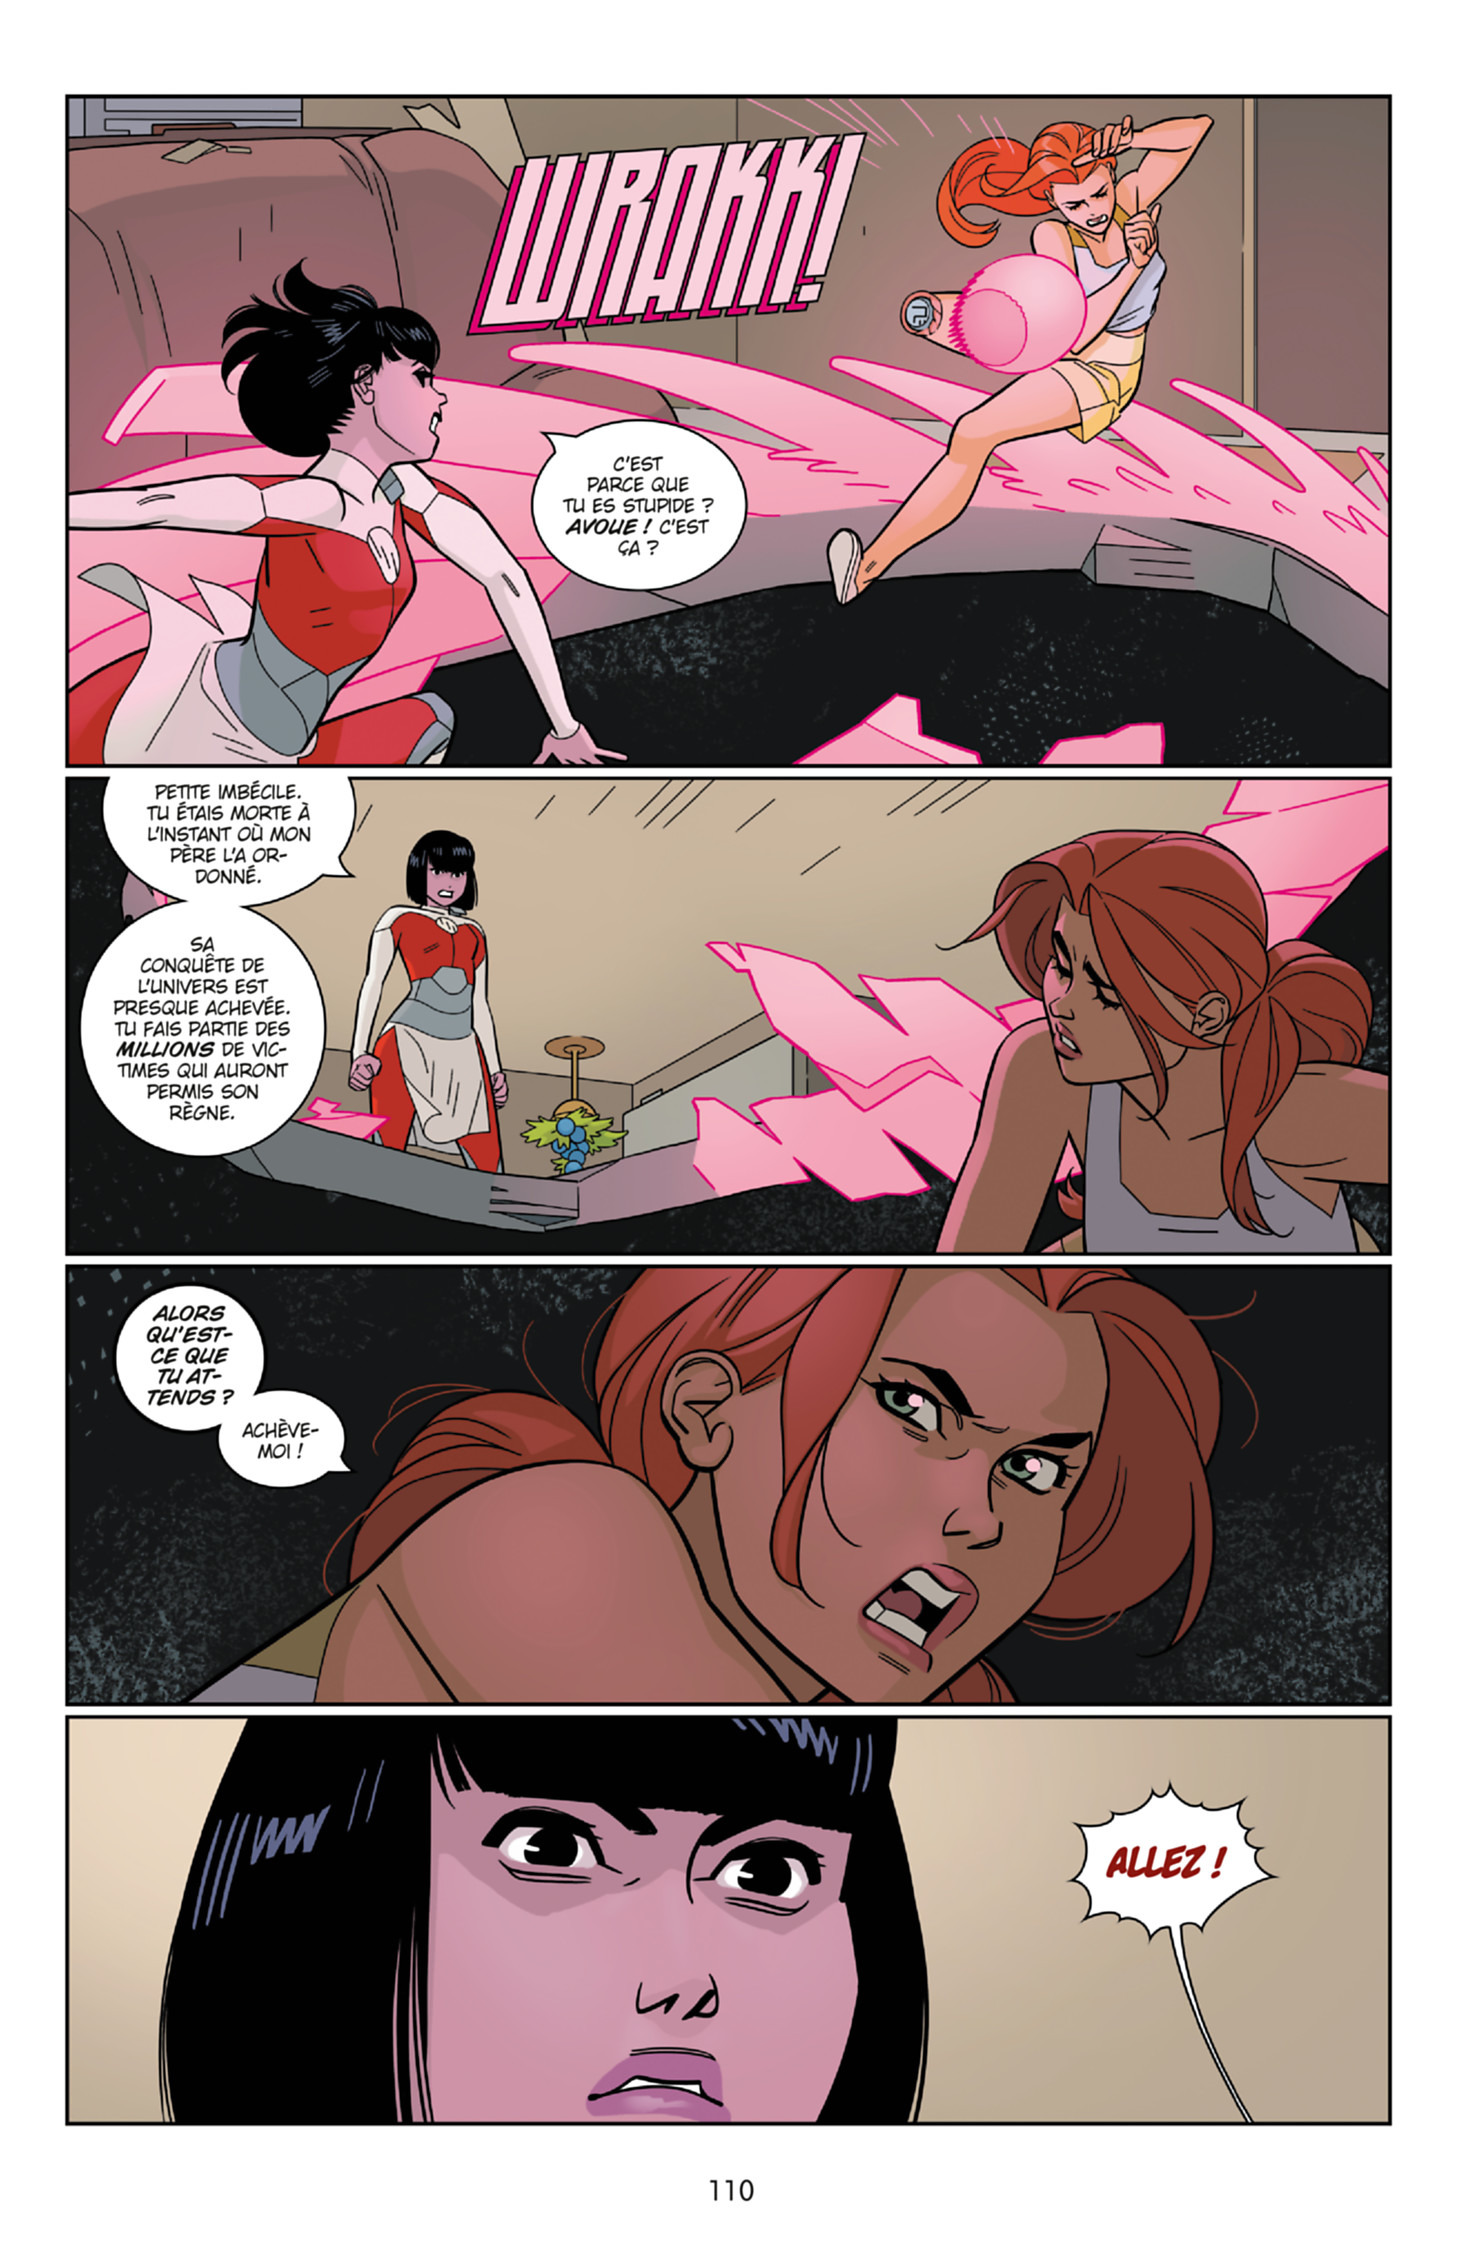 WROKK!
C'EST
PARCE QUE
TU ES STUPIDE ?
AVOUE ! C'EST
ÇA ?
PETITE IMBÉCILE.
TU ÉTAIS MORTE À
L'INSTANT OÙ MON
PÈRE L'A OR-
DONNÉ.
SA
CONQUÊTE DE
L'UNIVERS EST
PRESQUE ACHEVÉE.
TU FAIS PARTIE DES
MILLIONS DE VIC-
TIMES QUI AURONT
PERMIS SON
RÈGNE.
ALORS
QU'EST-
CE QUE
TU AT-
TENDS ?
ACHÈVE-
MOI !
ALLEZ !
110